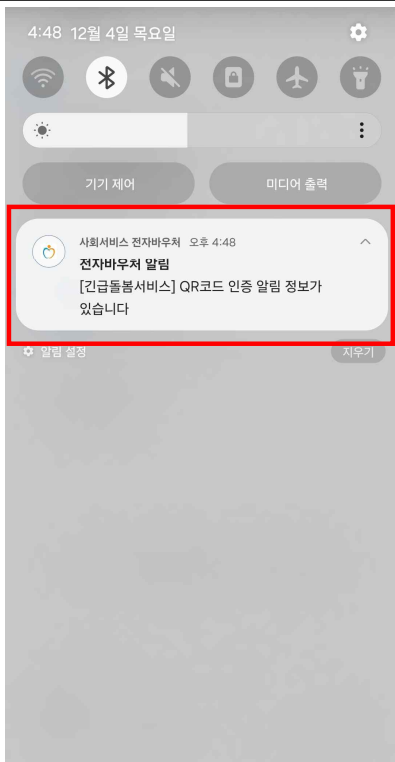 4:48 12월 4일 목요일
기기 제어 미디어 출력
사회서비스 전자바우처 오후 4:48
전자바우처 알림
[긴급돌봄서비스] QR코드 인증 알림 정보가
있습니다
알림 설정 지우기